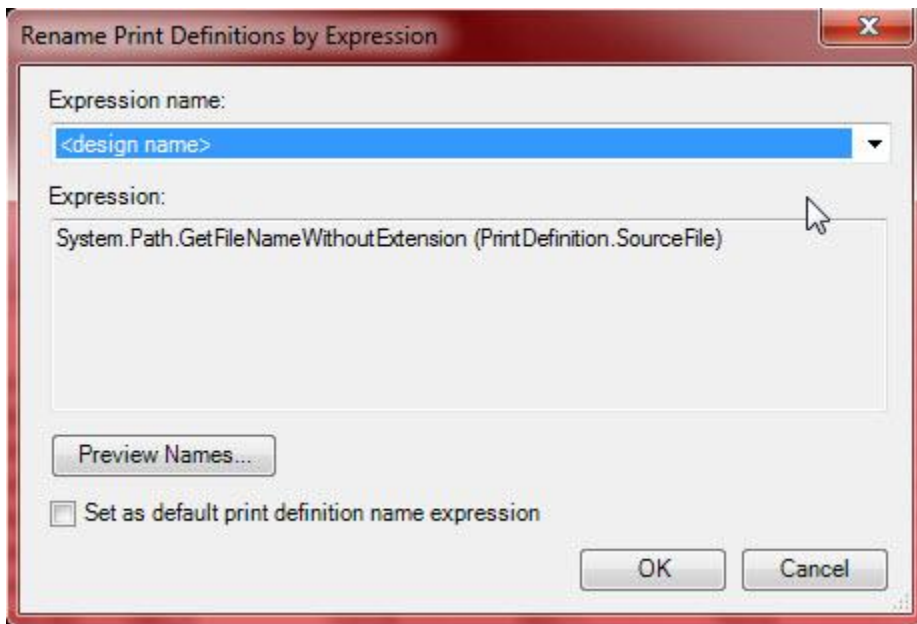 Rename Print Definitions by Expression
Expression name:
<design name>
Expression:
System.Path.GetFileNameWithoutExtension (PrintDefinition.SourceFile)
Preview Names...
Set as default print definition name expression
OK
Cancel